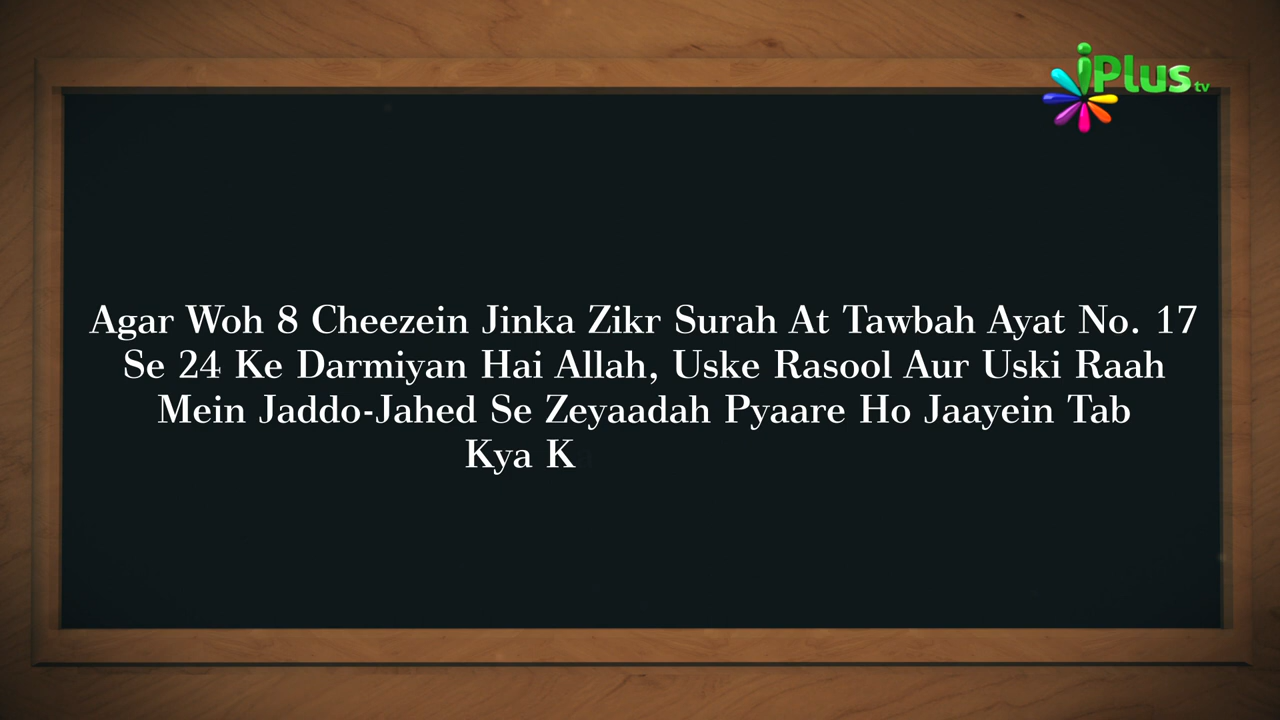 iPlus tv
Agar Woh 8 Cheezein Jinka Zikr Surah At Tawbah Ayat No. 17
Se 24 Ke Darmiyan Hai Allah, Uske Rasool Aur Uski Raah
Mein Jaddo-Jahed Se Zeyaadah Pyaare Ho Jaayein Tab
Kya K